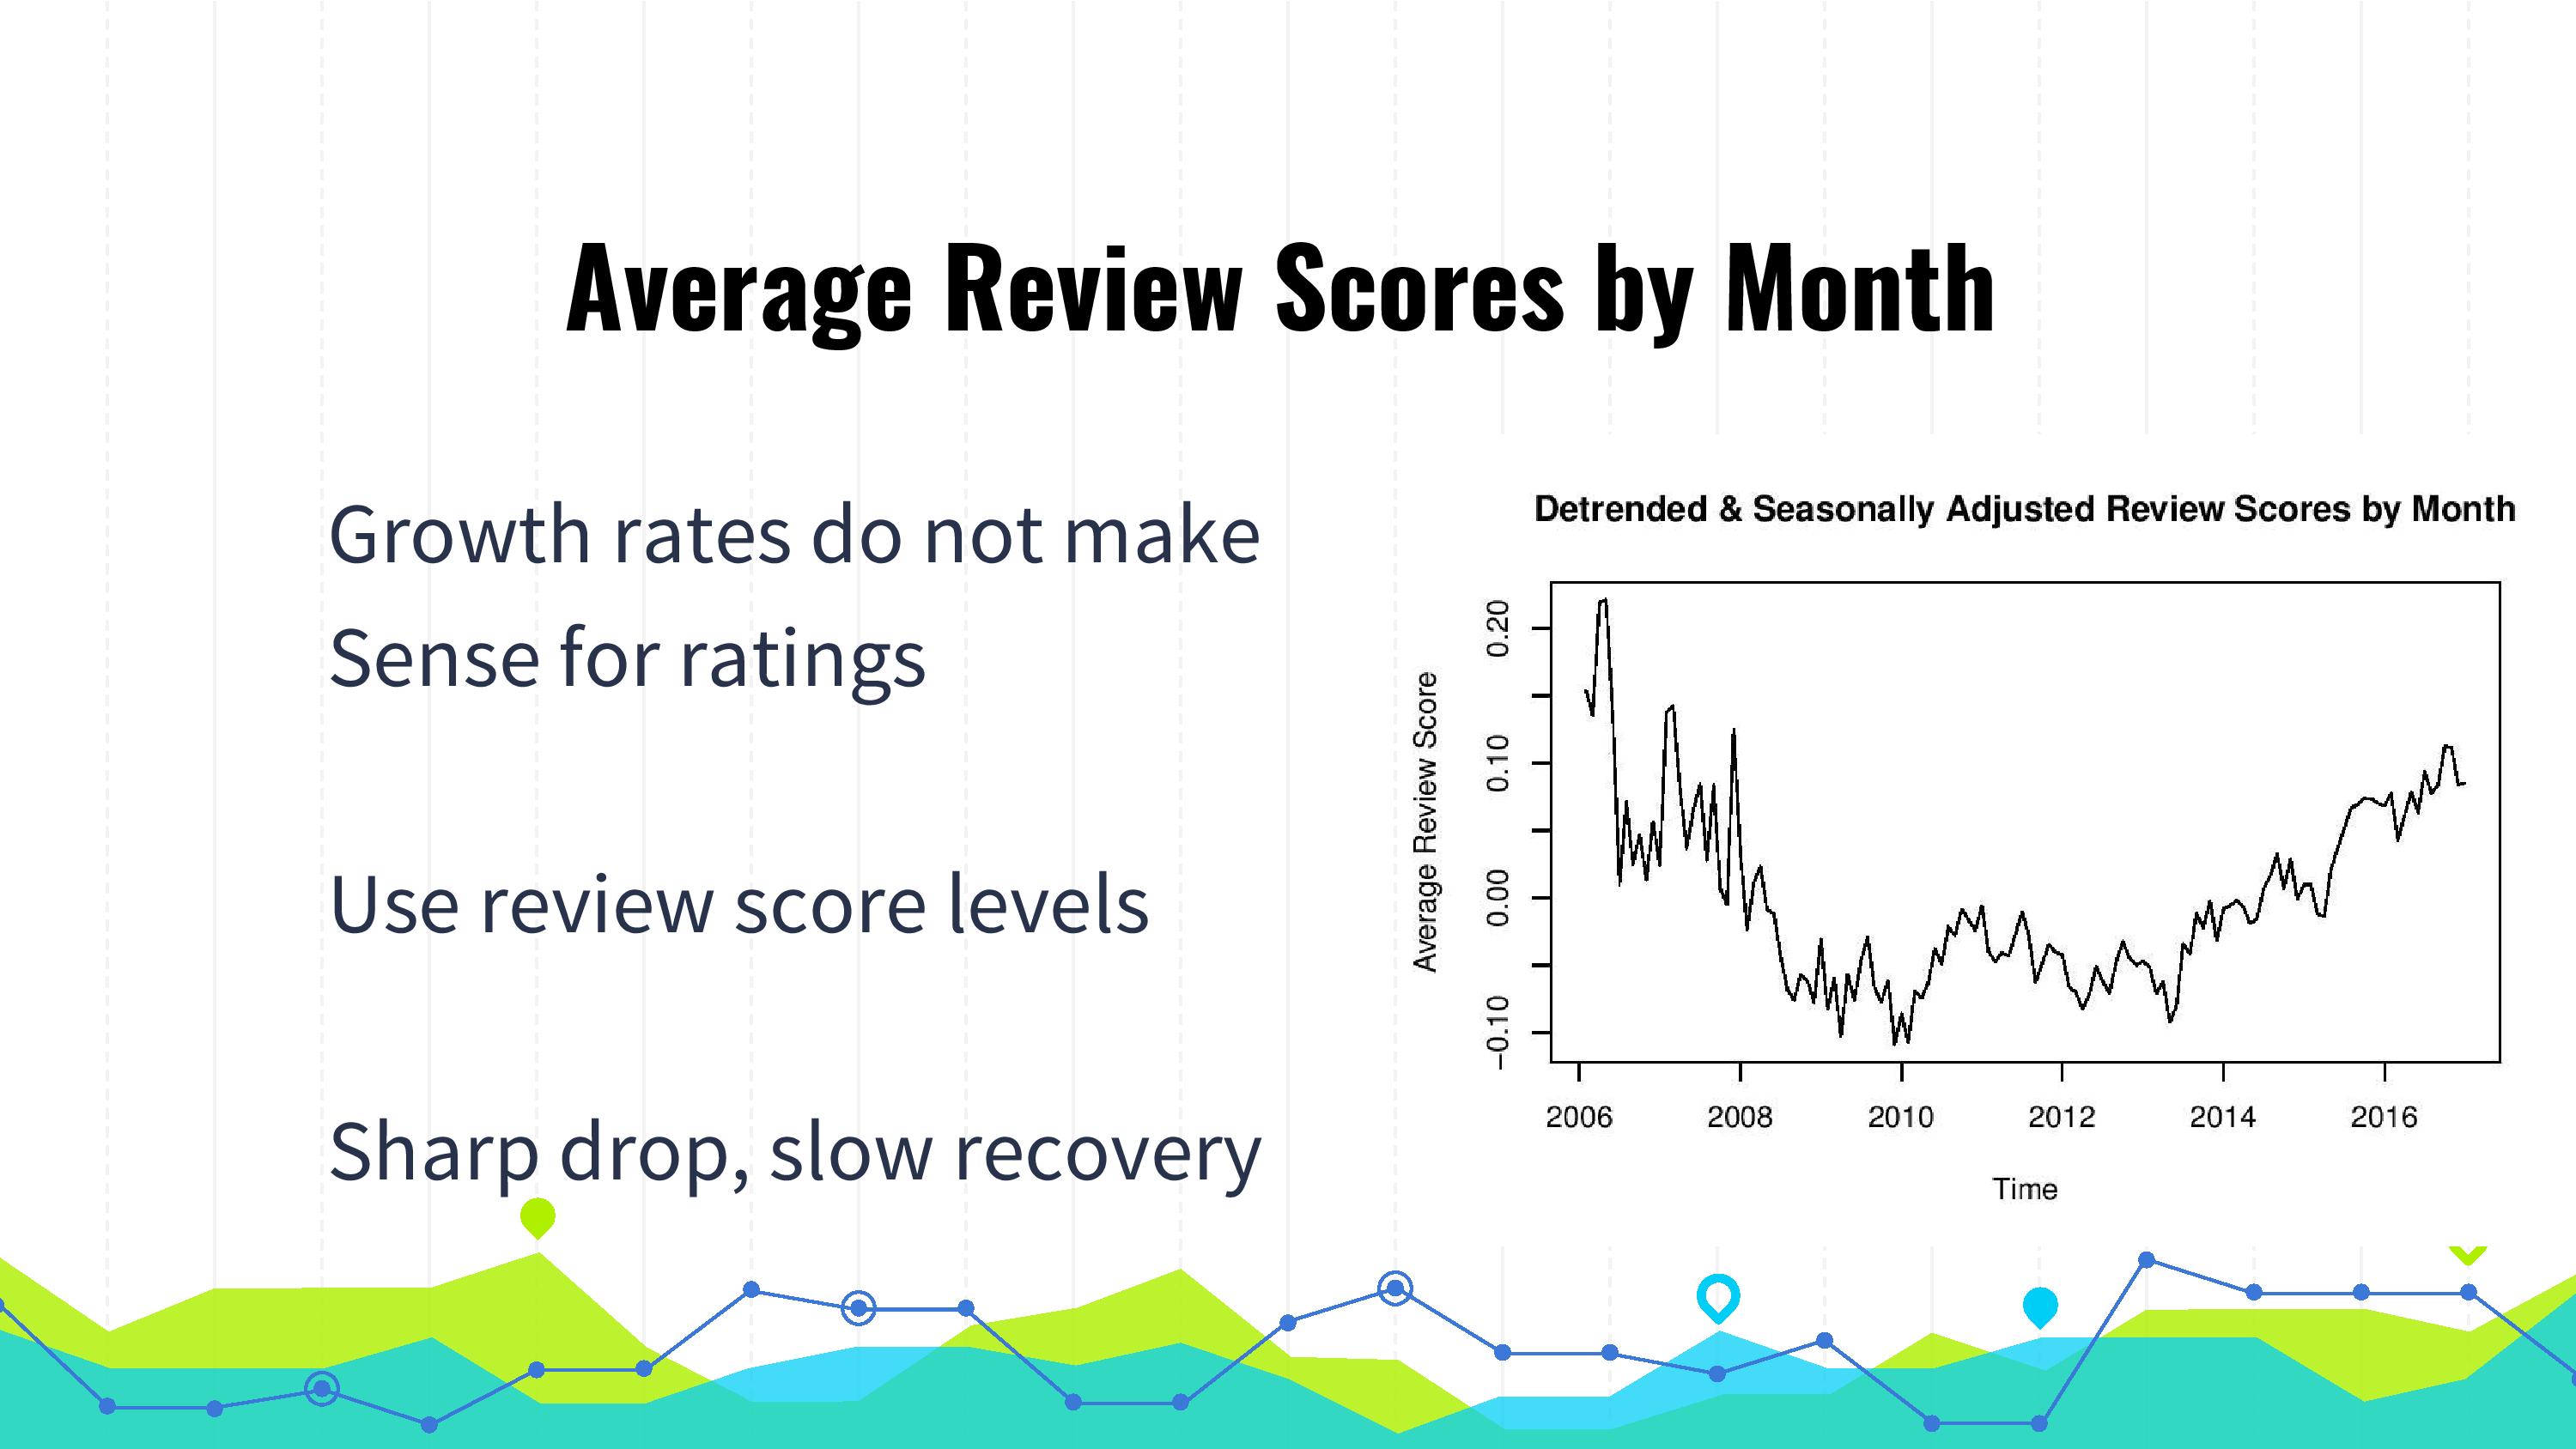 Average Review Scores by Month
Growth rates do not make
Sense for ratings
Use review score levels
Sharp drop, slow recovery
Detrended & Seasonally Adjusted Review Scores by Month
Average Review Score
0.20
0.10
0.00
−0.10
2006 2008 2010 2012 2014 2016
Time